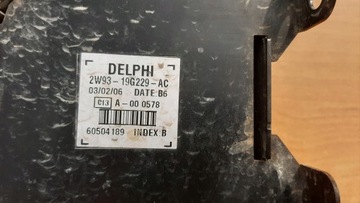 DELPHI
2W93-19G229-AC
03/02/06 DATE:B6
e13 A-00 0578
60504189 INDEX B